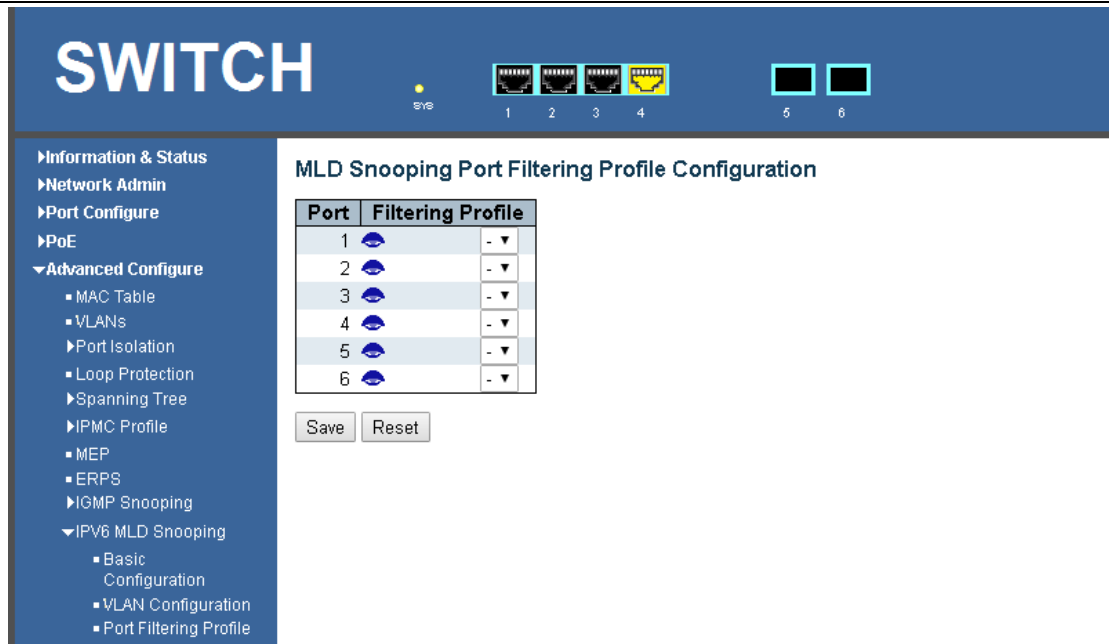 SWITCH
SYS
1 2 3 4 5 6
Information & Status
Network Admin
Port Configure
PoE
Advanced Configure
MAC Table
VLANs
Port Isolation
Loop Protection
Spanning Tree
IPMC Profile
MEP
ERPS
IGMP Snooping
IPV6 MLD Snooping
Basic
Configuration
VLAN Configuration
Port Filtering Profile
MLD Snooping Port Filtering Profile Configuration
Port Filtering Profile
1 -
2 -
3 -
4 -
5 -
6 -
Save Reset